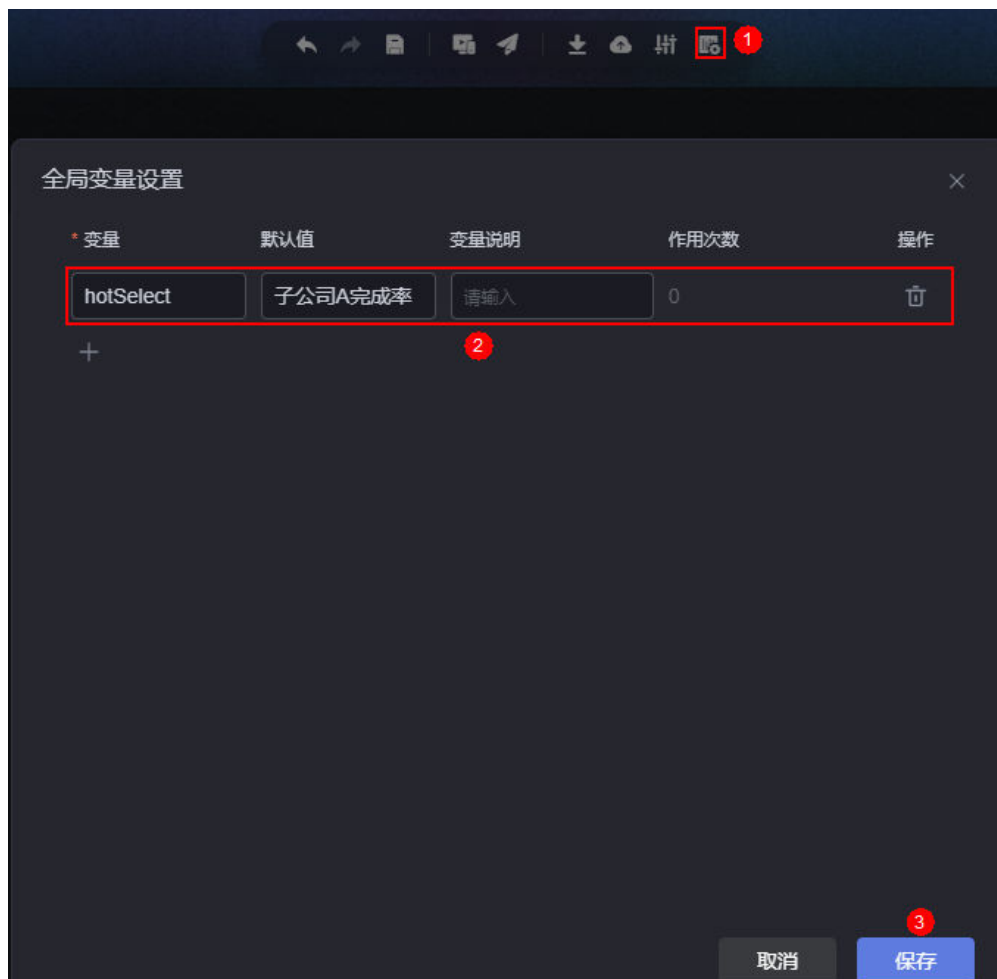 1
全局变量设置
* 变量 默认值 变量说明 作用次数 操作
hotSelect 子公司A完成率 请输入 0
2
3
取消 保存